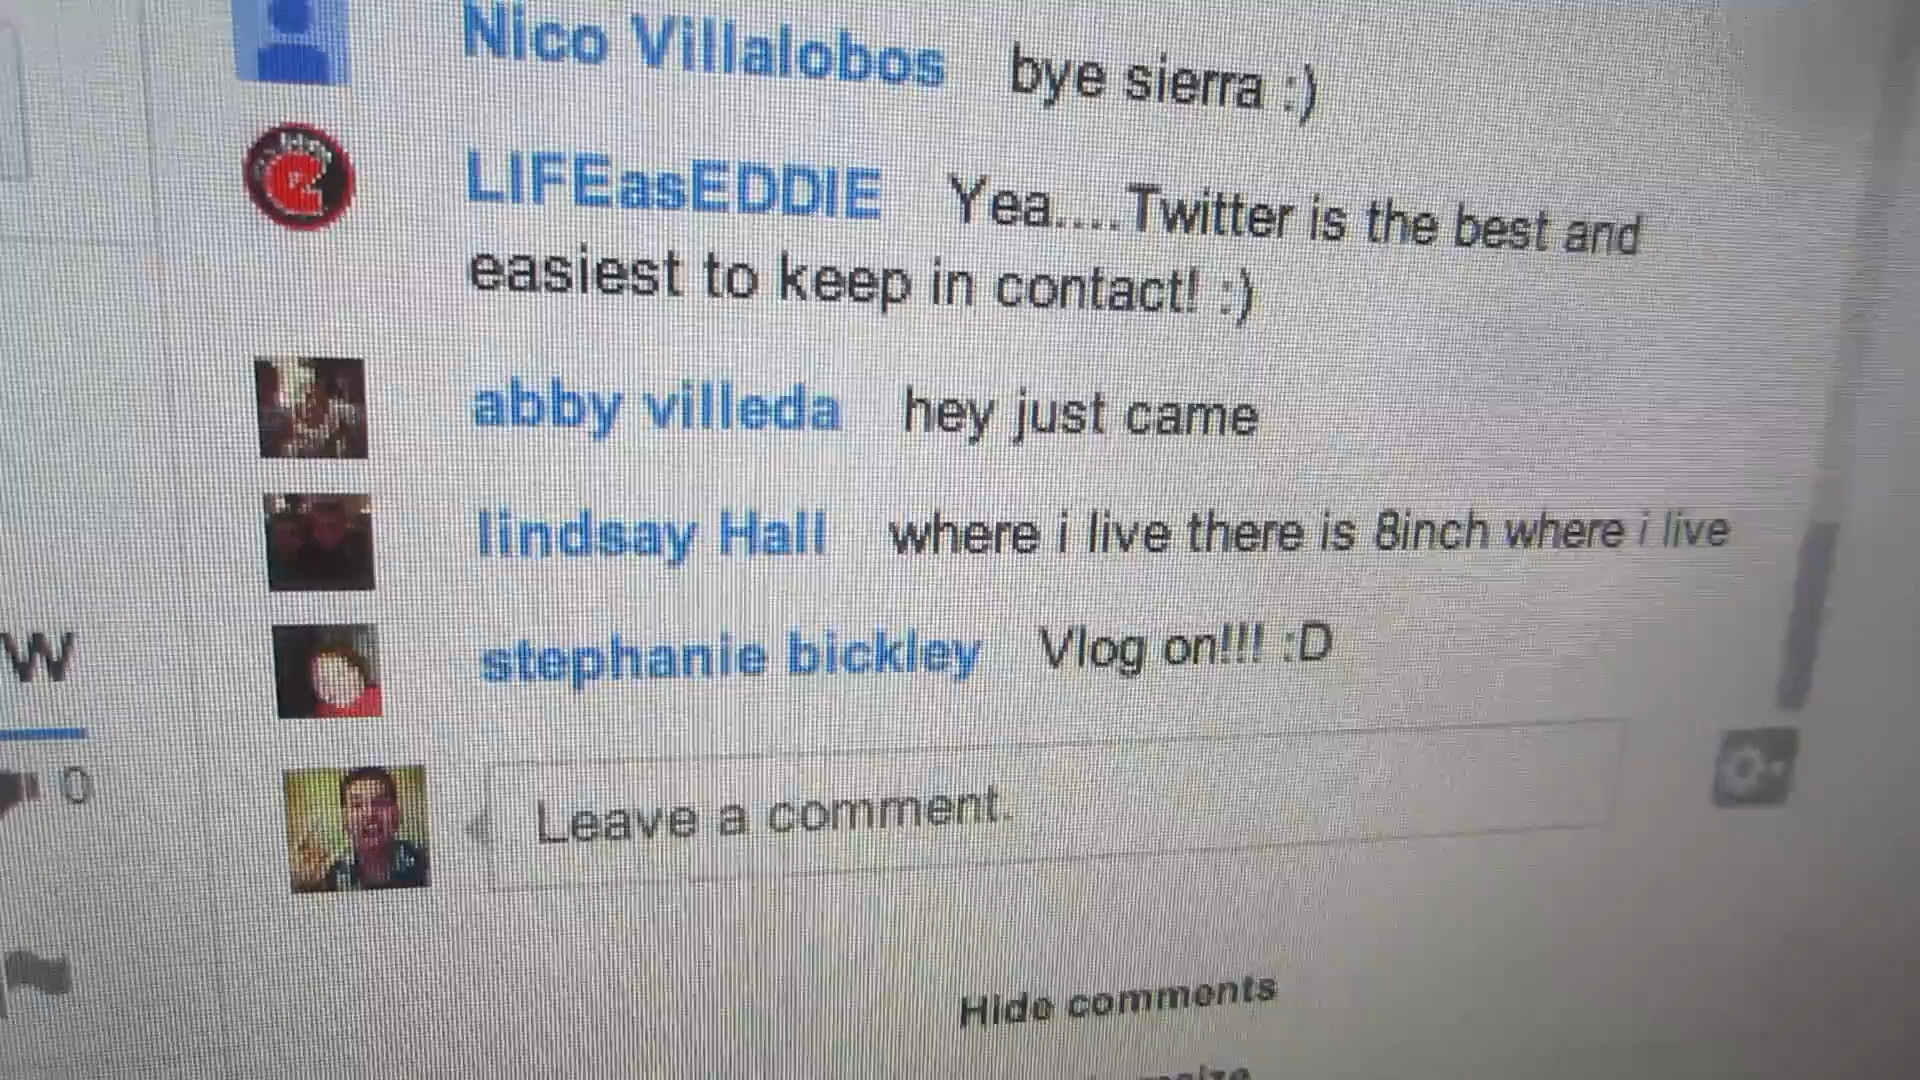 Nico Villalobos bye sierra :)
LIFEasEDDIE Yea....Twitter is the best and
easiest to keep in contact! :)
abby villeda hey just came
lindsay Hall where i live there is 8inch where i live
stephanie bickley Vlog on!!! :D
W
0
Leave a comment.
Hide comments